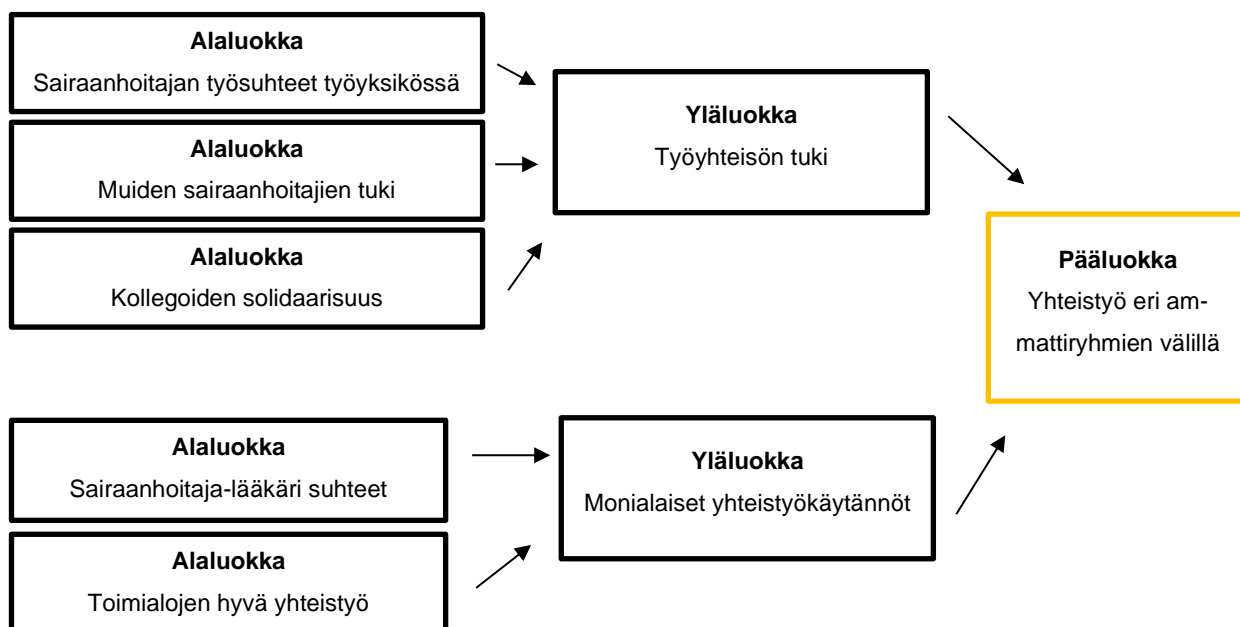 Alaluokka
Sairaanhoitajan työsuhteet työyksikössä
Alaluokka
Muiden sairaanhoitajien tuki
Alaluokka
Kollegoiden solidaarisuus
Yläluokka
Työyhteisön tuki
Pääluokka
Yhteistyö eri am-
mattiryhmien välillä
Alaluokka
Sairaanhoitaja-lääkäri suhteet
Alaluokka
Toimialojen hyvä yhteistyö
Yläluokka
Monialaiset yhteistyökäytännöt